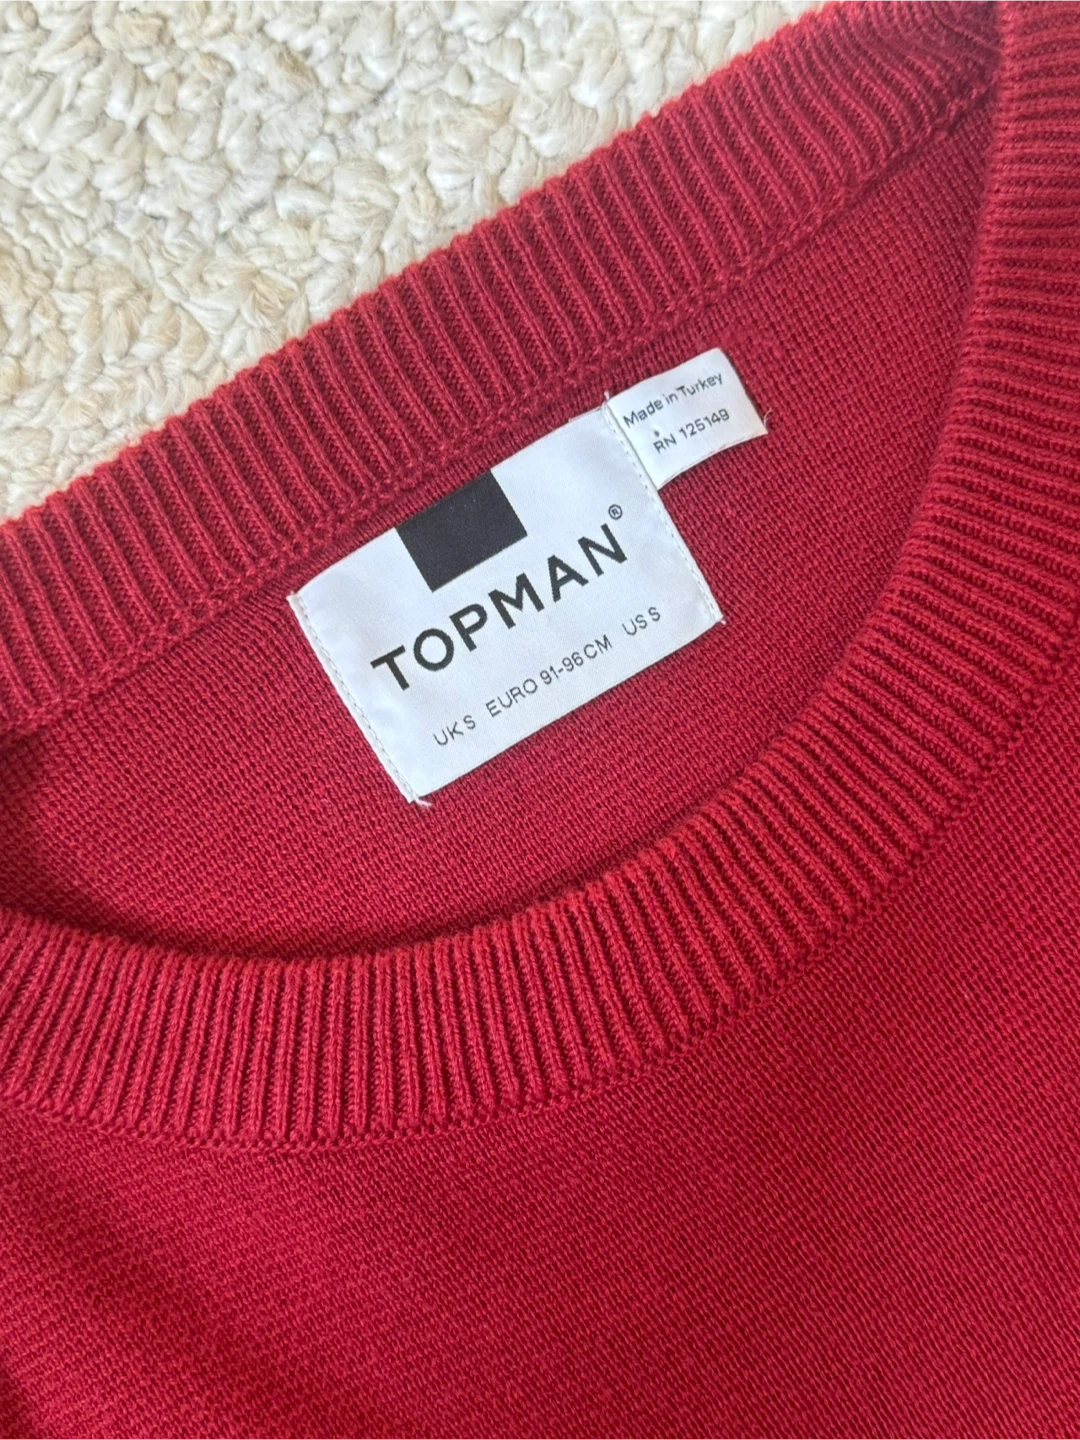 Made in Turkey
RN 125149
TOPMAN®
UK S EURO 91-96 CM US S